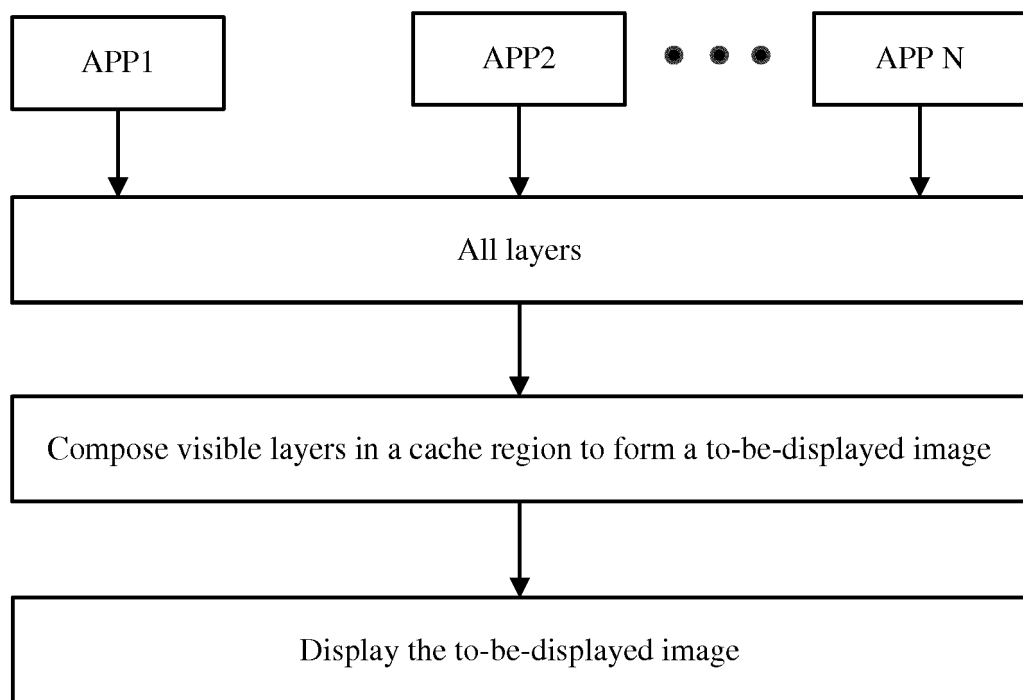 APP1
APP2
APP N
All layers
Compose visible layers in a cache region to form a to-be-displayed image
Display the to-be-displayed image